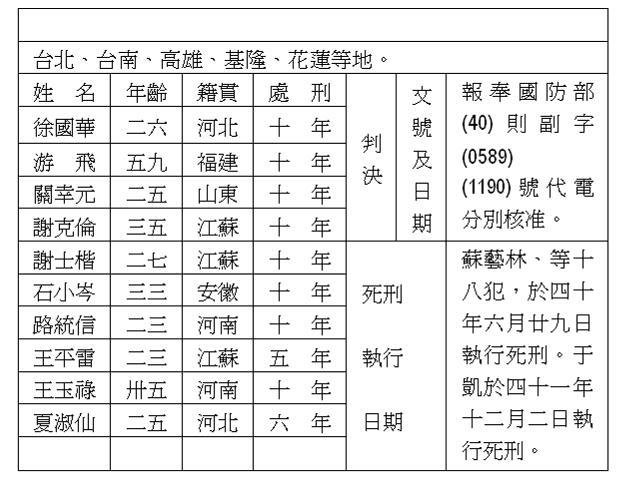 台北、台南、高雄、基隆、花蓮等地。
姓 名 年齡 籍貫 處 刑
徐國華 二六 河北 十 年
游 飛 五九 福建 十 年
關幸元 二五 山東 十 年
謝克倫 三五 江蘇 十 年
謝士楷 二七 江蘇 十 年
石小岑 三三 安徽 十 年
路統信 二三 河南 十 年
王平雷 二三 江蘇 五 年
王玉祿 卅五 河南 十 年
夏淑仙 二五 河北 六 年
判決
文號及日期
報奉國防部
(40)則副字
(0589)
(1190)號代電
分別核准。
死刑
執行
日期
蘇藝林、等十
八犯，於四十
年六月廿九日
執行死刑。于
凱於四十一年
十二月二日執
行死刑。